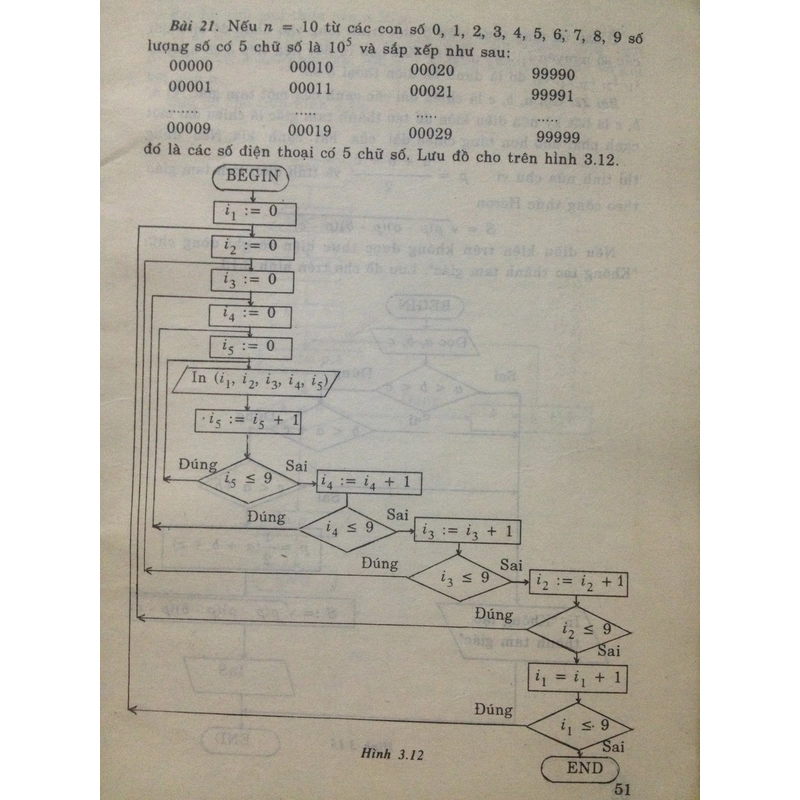 Bài 21. Nếu n = 10 từ các con số 0, 1, 2, 3, 4, 5, 6, 7, 8, 9 số
lượng số có 5 chữ số là 10⁵ và sắp xếp như sau:
00000 00010 00020 99990
00001 00011 00021 99991
...... ..... ...... .....
00009 00019 00029 99999
đó là các số điện thoại có 5 chữ số. Lưu đồ cho trên hình 3.12.
BEGIN
i₁ := 0
i₂ := 0
i₃ := 0
i₄ := 0
i₅ := 0
In (i₁, i₂, i₃, i₄, i₅)
i₅ := i₅ + 1
Đúng i₅ ≤ 9 Sai
i₄ := i₄ + 1
Đúng i₄ ≤ 9 Sai
i₃ := i₃ + 1
Đúng i₃ ≤ 9 Sai
i₂ := i₂ + 1
Đúng i₂ ≤ 9
Sai
i₁ = i₁ + 1
Đúng i₁ ≤ 9
Sai
Hình 3.12
END
51